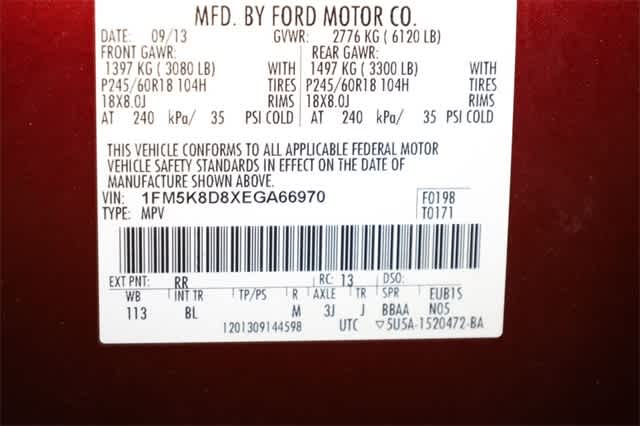 MFD. BY FORD MOTOR CO.
DATE: 09/13 GVWR: 2776 KG ( 6120 LB)
FRONT GAWR: REAR GAWR:
1397 KG ( 3080 LB) WITH 1497 KG ( 3300 LB) WITH
P245/60R18 104H TIRES P245/60R18 104H TIRES
18X8.0J RIMS 18X8.0J RIMS
AT 240 kPa/ 35 PSI COLD AT 240 kPa/ 35 PSI COLD
THIS VEHICLE CONFORMS TO ALL APPLICABLE FEDERAL MOTOR
VEHICLE SAFETY STANDARDS IN EFFECT ON THE DATE OF
MANUFACTURE SHOWN ABOVE.
VIN: 1FM5K8D8XEGA66970 F0198
TYPE: MPV T0171
EXT PNT: RR RC: 13 DSO:
WB INT TR TP/PS R AXLE TR SPR EUB1S
113 BL M 3J J BBAA N05
1201309144598 UTC ▽5U5A-1520472-BA